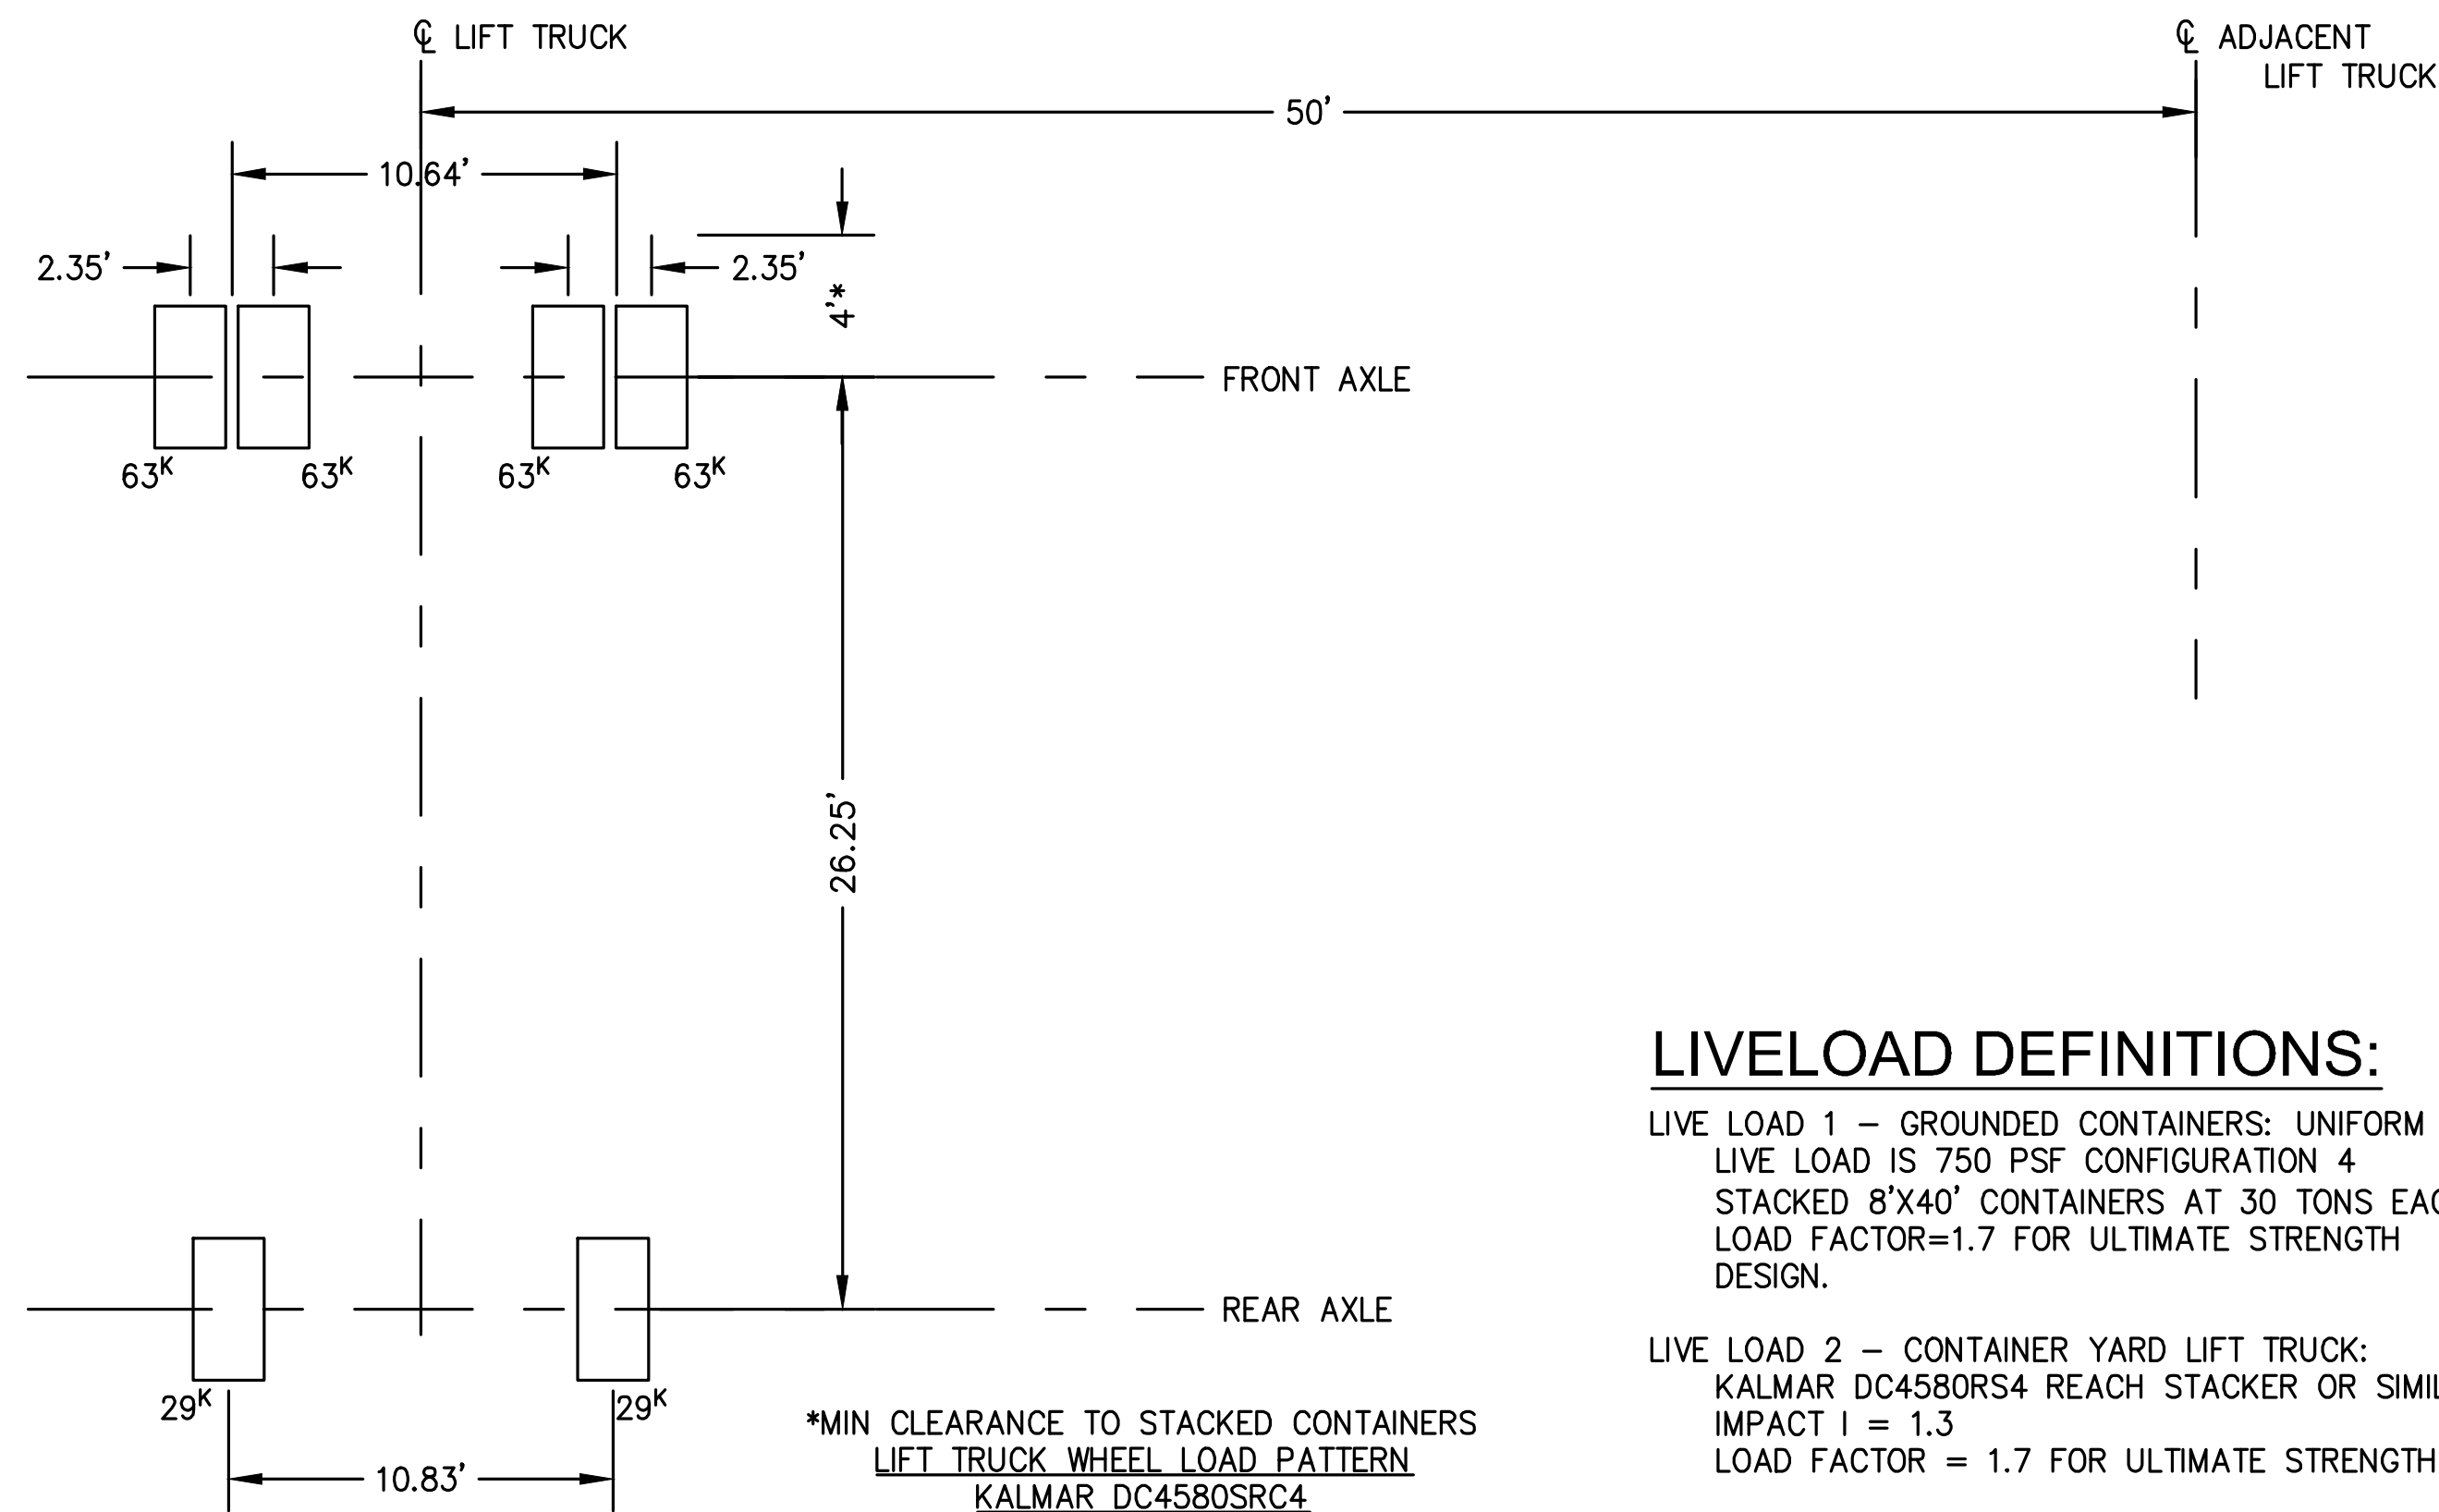 ℄ LIFT TRUCK
℄ ADJACENT
LIFT TRUCK
50'
10.64'
2.35'
2.35'
4'*
FRONT AXLE
63K
63K
63K
63K
26.25'
REAR AXLE
29K
29K
10.83'
*MIN CLEARANCE TO STACKED CONTAINERS
LIFT TRUCK WHEEL LOAD PATTERN
KALMAR DC4580SRC4
LIVELOAD DEFINITIONS:
LIVE LOAD 1 – GROUNDED CONTAINERS: UNIFORM
LIVE LOAD IS 750 PSF CONFIGURATION 4
STACKED 8'X40' CONTAINERS AT 30 TONS
LOAD FACTOR=1.7 FOR ULTIMATE STRENGTH
DESIGN.
LIVE LOAD 2 – CONTAINER YARD LIFT TRUCK:
KALMAR DC4580RS4 REACH STACKER OR
IMPACT I = 1.3
LOAD FACTOR = 1.7 FOR ULTIMATE STRENGTH